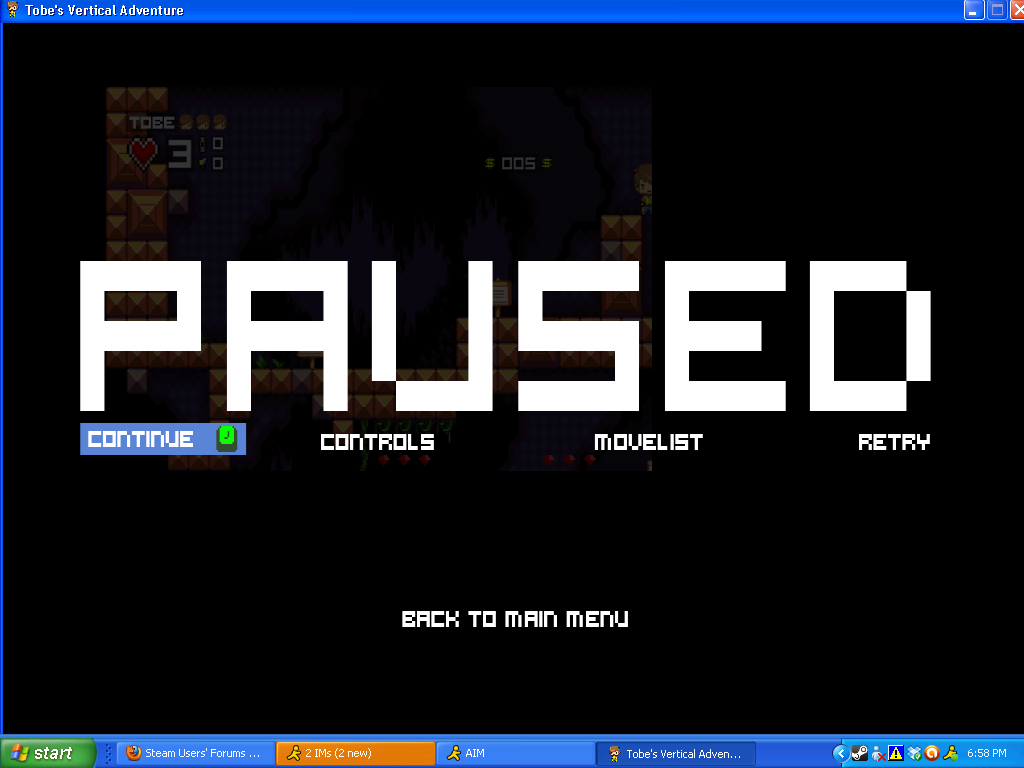 Tobe's Vertical Adventure
TOBE
3 0
0
$ 005 $
PAUSED
CONTINUE J
CONTROLS
MOVELIST
RETRY
BACK TO MAIN MENU
start
Steam Users' Forums ...
2 IMs (2 new)
AIM
Tobe's Vertical Adven...
6:58 PM